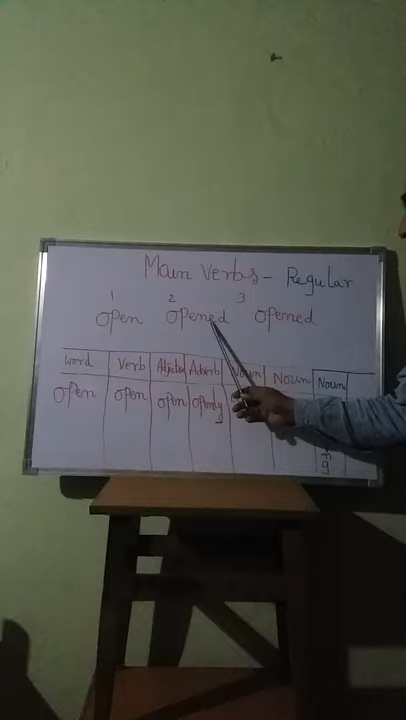 Main Verbs - Regular
1 2 3
open opened opened
word Verb Adjective Adverb Noun Noun Noun
open open open openly